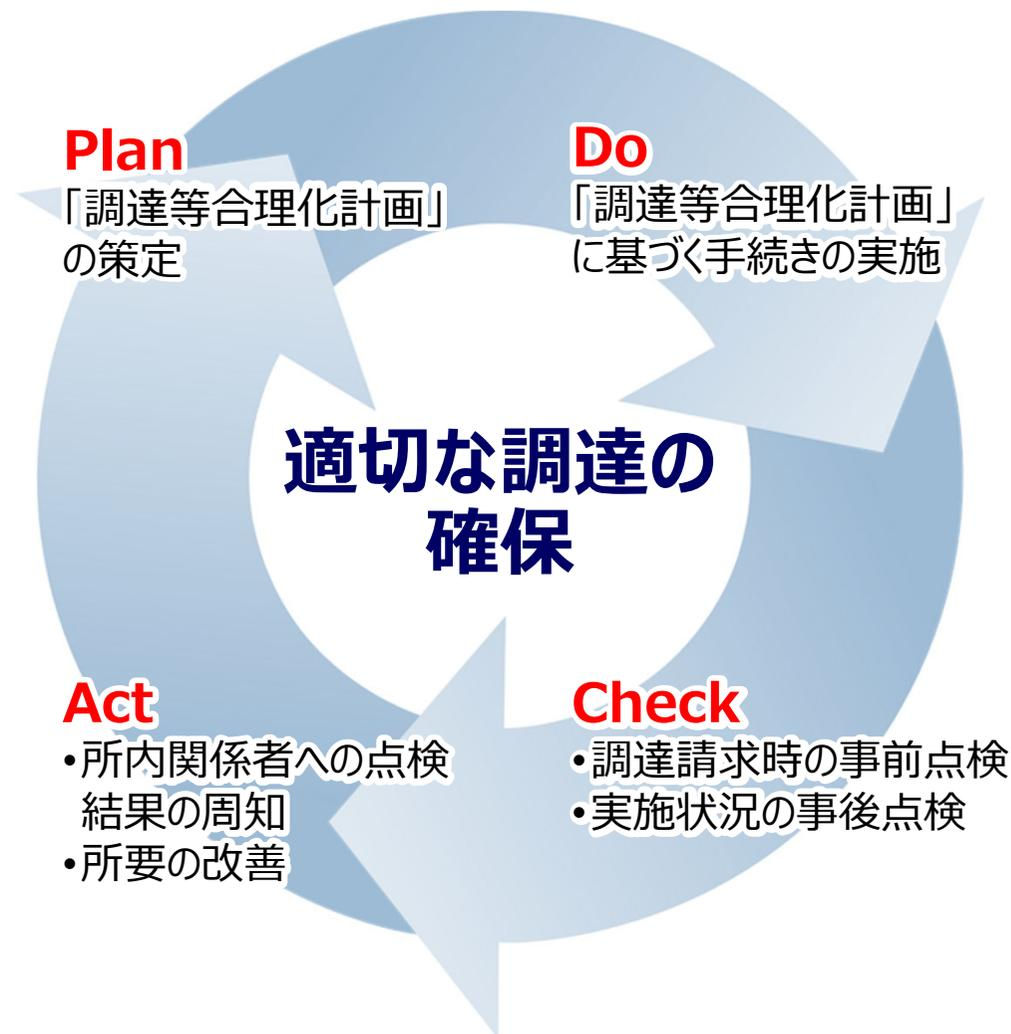 Plan
「調達等合理化計画」
の策定
Do
「調達等合理化計画」
に基づく手続きの実施
適切な調達の
確保
Act
•所内関係者への点検
結果の周知
•所要の改善
Check
•調達請求時の事前点検
•実施状況の事後点検